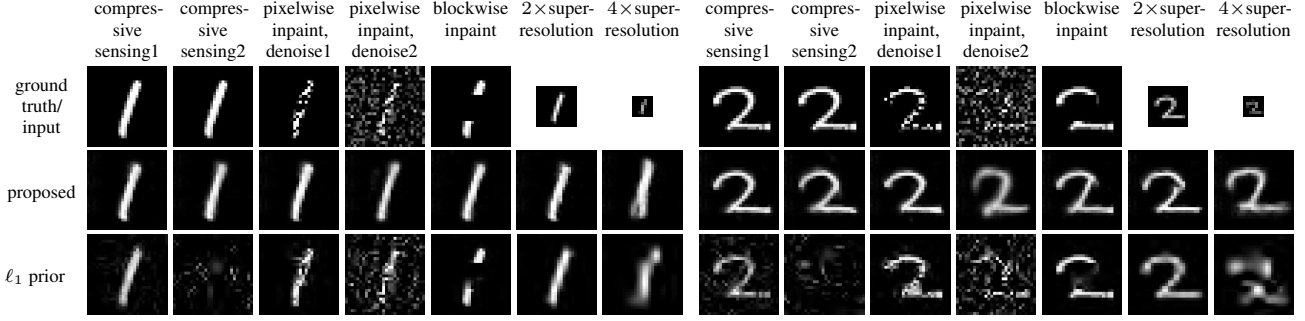 compres- compres- pixelwise pixelwise blockwise 2×super- 4×super- compres- compres- pixelwise pixelwise blockwise 2×super- 4×super-
sive sive inpaint, inpaint, inpaint resolution resolution sive sive inpaint, inpaint, inpaint resolution resolution
sensing1 sensing2 denoise1 denoise2 sensing1 sensing2 denoise1 denoise2
ground
truth/
input
proposed
ℓ1 prior